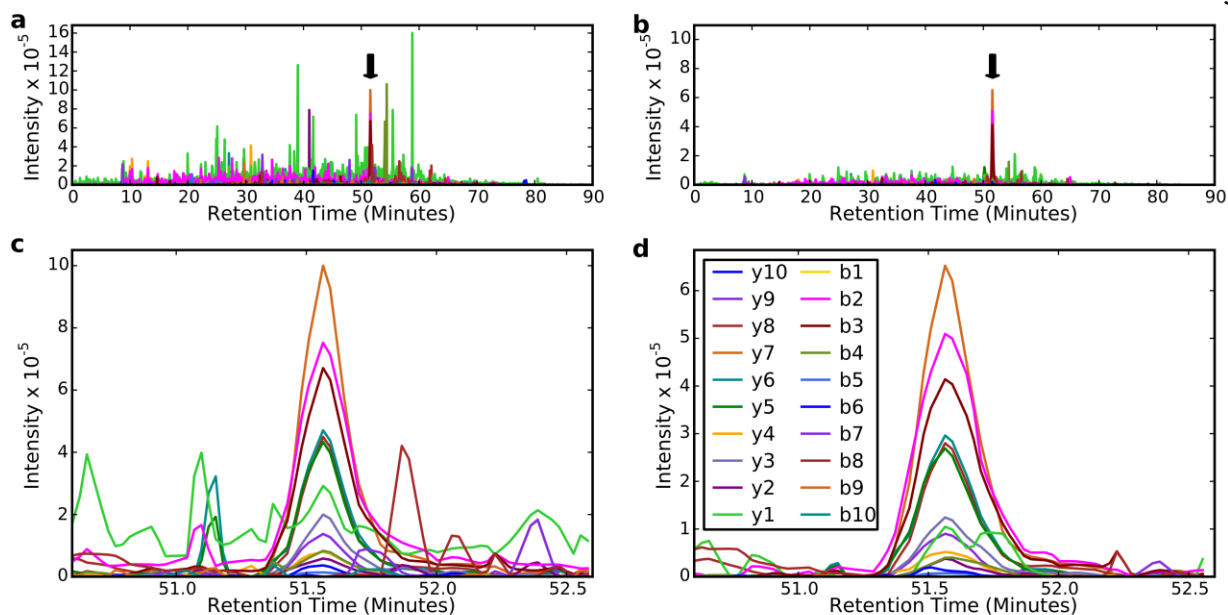 a
Intensity x 10⁻⁵
16
14
12
10
8
6
4
2
0
0 10 20 30 40 50 60 70 80 90
Retention Time (Minutes)
b
Intensity x 10⁻⁵
10
8
6
4
2
0
0 10 20 30 40 50 60 70 80 90
Retention Time (Minutes)
c
Intensity x 10⁻⁵
10
8
6
4
2
0
51.0 51.5 52.0 52.5
Retention Time (Minutes)
d
Intensity x 10⁻⁵
6
5
4
3
2
1
0
y10 b1
y9 b2
y8 b3
y7 b4
y6 b5
y5 b6
y4 b7
y3 b8
y2 b9
y1 b10
51.0 51.5 52.0 52.5
Retention Time (Minutes)